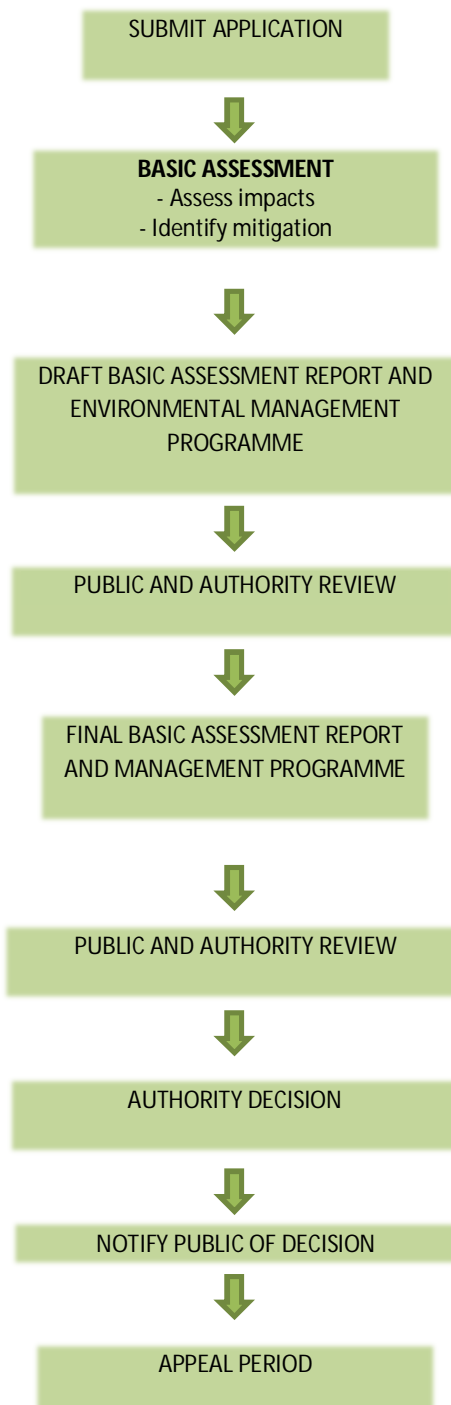 SUBMIT APPLICATION
BASIC ASSESSMENT
- Assess impacts
- Identify mitigation
DRAFT BASIC ASSESSMENT REPORT AND
ENVIRONMENTAL MANAGEMENT
PROGRAMME
PUBLIC AND AUTHORITY REVIEW
FINAL BASIC ASSESSMENT REPORT
AND MANAGEMENT PROGRAMME
PUBLIC AND AUTHORITY REVIEW
AUTHORITY DECISION
NOTIFY PUBLIC OF DECISION
APPEAL PERIOD